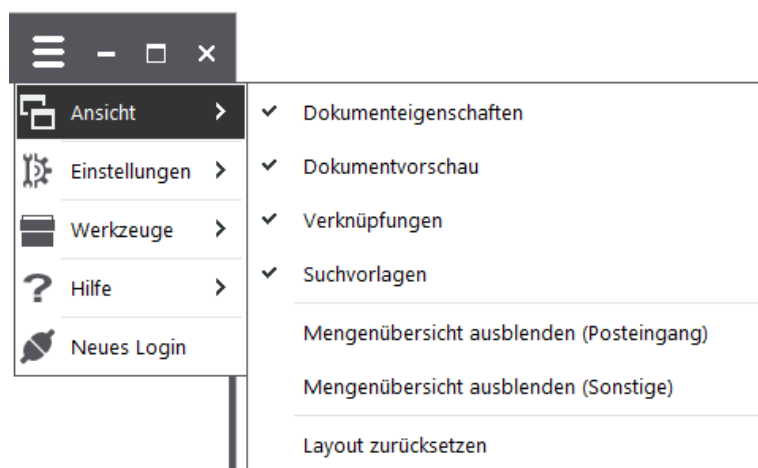 Ansicht
Einstellungen
Werkzeuge
Hilfe
Neues Login
Dokumenteigenschaften
Dokumentvorschau
Verknüpfungen
Suchvorlagen
Mengenübersicht ausblenden (Posteingang)
Mengenübersicht ausblenden (Sonstige)
Layout zurücksetzen